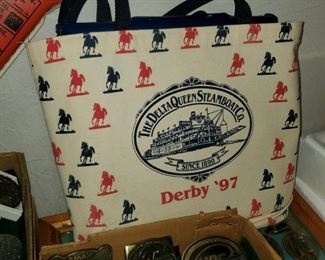 THE DELTA QUEEN STEAMBOAT CO.
SINCE 1890
Derby '97